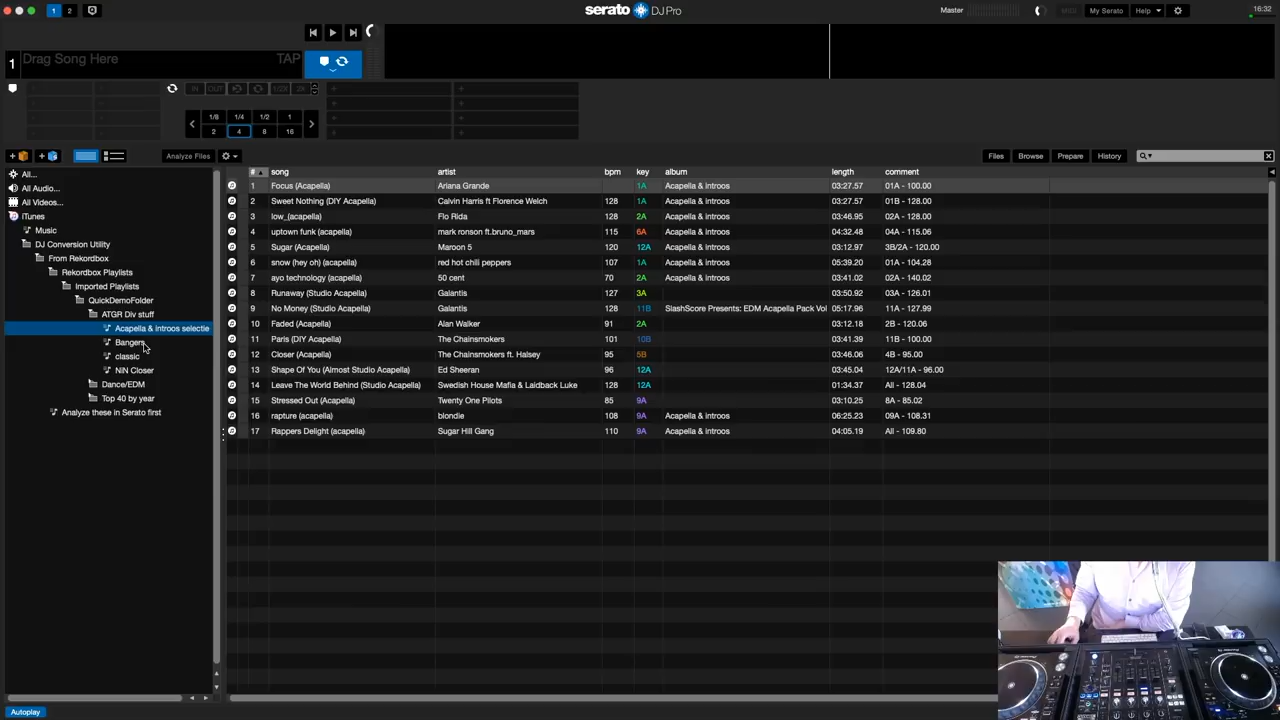 1 2 serato DJ Pro Master MIDI My Serato Help 16:32
1 Drag Song Here TAP
IN OUT 1/2X 2X
1/8 1/4 1/2 1
2 4 8 16
Analyze Files Files Browse Prepare History
All...
All Audio...
All Videos...
iTunes
Music
DJ Conversion Utility
From Rekordbox
Rekordbox Playlists
Imported Playlists
QuickDemoFolder
ATGR Div stuff
Acapella & introos selectie
Bangers
classic
NIN Closer
Dance/EDM
Top 40 by year
Analyze these in Serato first
# song artist bpm key album length comment
1 Focus (Acapella) Ariana Grande 1A Acapella & introos 03:27.57 01A - 100.00
2 Sweet Nothing (DIY Acapella) Calvin Harris ft Florence Welch 128 1A Acapella & introos 03:27.57 01B - 128.00
3 low_(acapella) Flo Rida 128 2A Acapella & introos 03:46.95 02A - 128.00
4 uptown funk (acapella) mark ronson ft.bruno_mars 115 6A Acapella & introos 04:32.48 04A - 115.06
5 Sugar (Acapella) Maroon 5 120 12A Acapella & introos 03:12.97 3B/2A - 120.00
6 snow (hey oh) (acapella) red hot chili peppers 107 1A Acapella & introos 05:39.20 01A - 104.28
7 ayo technology (acapella) 50 cent 70 2A Acapella & introos 03:41.02 02A - 140.02
8 Runaway (Studio Acapella) Galantis 127 3A 03:50.92 03A - 126.01
9 No Money (Studio Acapella) Galantis 128 11B SlashScore Presents: EDM Acapella Pack Vol 05:17.96 11A - 127.99
10 Faded (Acapella) Alan Walker 91 2A 03:12.18 2B - 120.06
11 Paris (DIY Acapella) The Chainsmokers 101 10B 03:39.85 11B - 100.00
12 Closer (Acapella) The Chainsmokers ft. Halsey 95 5B 03:46.06 4B - 95.00
13 Shape Of You (Almost Studio Acapella) Ed Sheeran 96 12A 03:45.04 12A/11A - 96.00
14 Leave The World Behind (Studio Acapella) Swedish House Mafia & Laidback Luke 128 12A 01:34.37 All - 128.04
15 Stressed Out (Acapella) Twenty One Pilots 85 9A 03:10.25 8A - 85.02
16 rapture (acapella) blondie 108 9A Acapella & introos 06:25.23 09A - 108.31
17 Rappers Delight (acapella) Sugar Hill Gang 110 9A Acapella & introos 04:05.19 All - 109.80
Autoplay